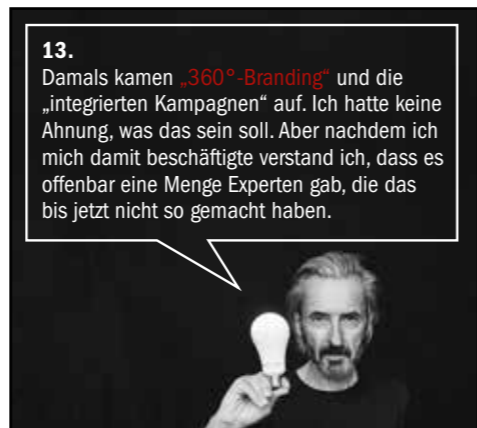 13.
Damals kamen „360°-Branding“ und die
„integrierten Kampagnen“ auf. Ich hatte keine
Ahnung, was das sein soll. Aber nachdem ich
mich damit beschäftigte verstand ich, dass es
offenbar eine Menge Experten gab, die das
bis jetzt nicht so gemacht haben.